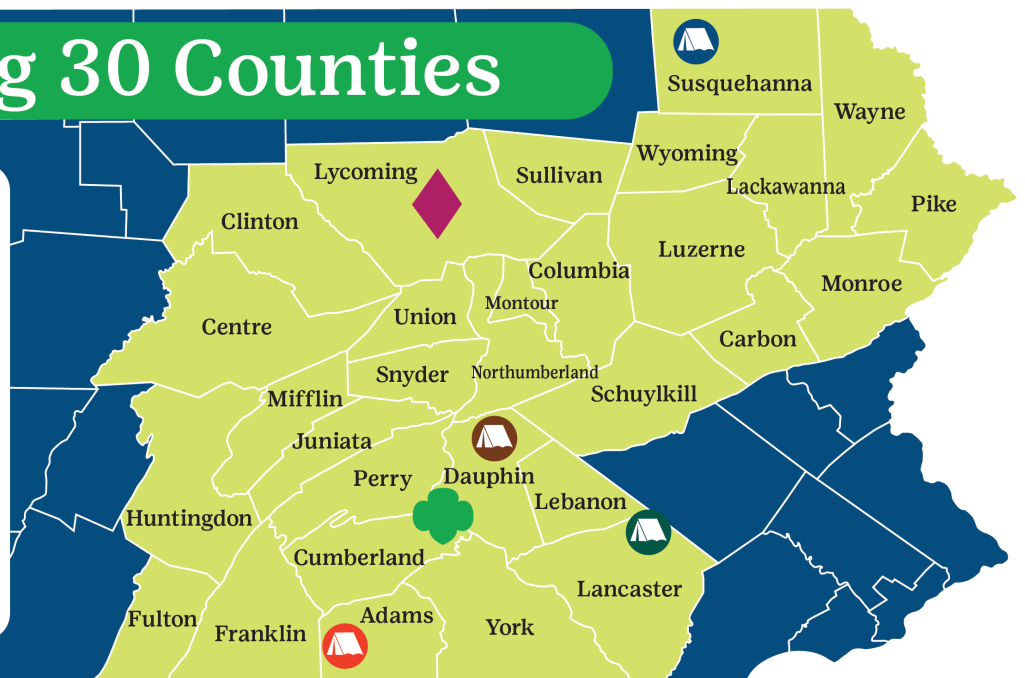 g 30 Counties
Susquehanna
Wayne
Wyoming
Lycoming
Sullivan
Lackawanna
Pike
Clinton
Luzerne
Columbia
Monroe
Montour
Union
Centre
Carbon
Northumberland
Snyder
Schuylkill
Mifflin
Juniata
Perry
Dauphin
Lebanon
Huntingdon
Cumberland
Lancaster
Adams
Fulton
York
Franklin